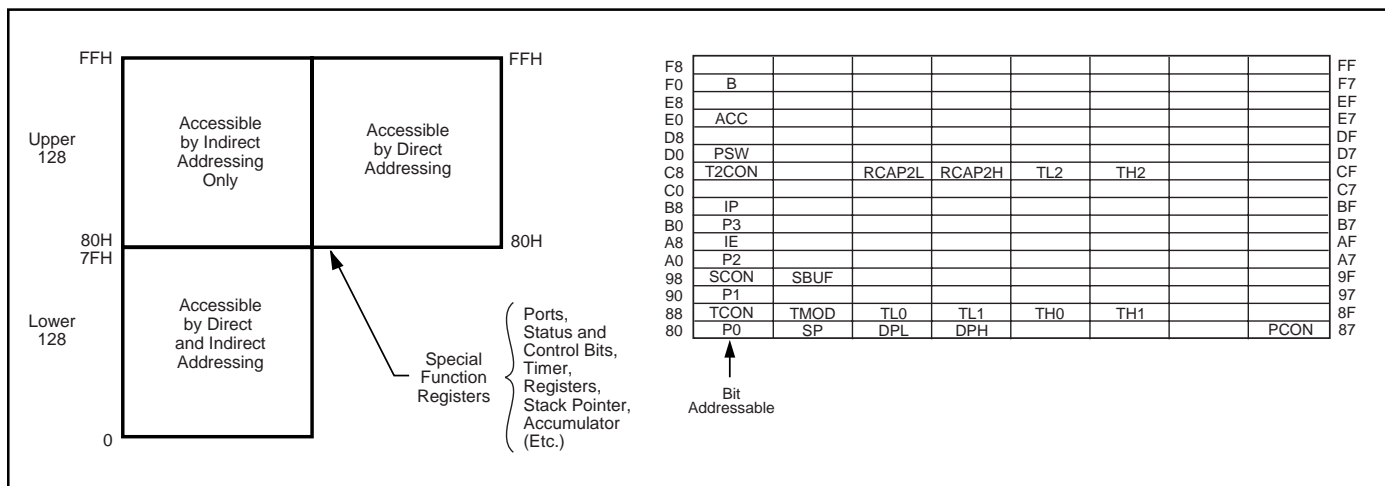 FFH
FFH
Upper
128
Accessible
by Indirect
Addressing
Only
Accessible
by Direct
Addressing
80H
80H
7FH
Lower
128
Accessible
by Direct
and Indirect
Addressing
0
Special
Function
Registers
Ports,
Status and
Control Bits,
Timer,
Registers,
Stack Pointer,
Accumulator
(Etc.)
F8 FF
F0 B F7
E8 EF
E0 ACC E7
D8 DF
D0 PSW D7
C8 T2CON RCAP2L RCAP2H TL2 TH2 CF
C0 C7
B8 IP BF
B0 P3 B7
A8 IE AF
A0 P2 A7
98 SCON SBUF 9F
90 P1 97
88 TCON TMOD TL0 TL1 TH0 TH1 8F
80 P0 SP DPL DPH PCON 87
Bit
Addressable